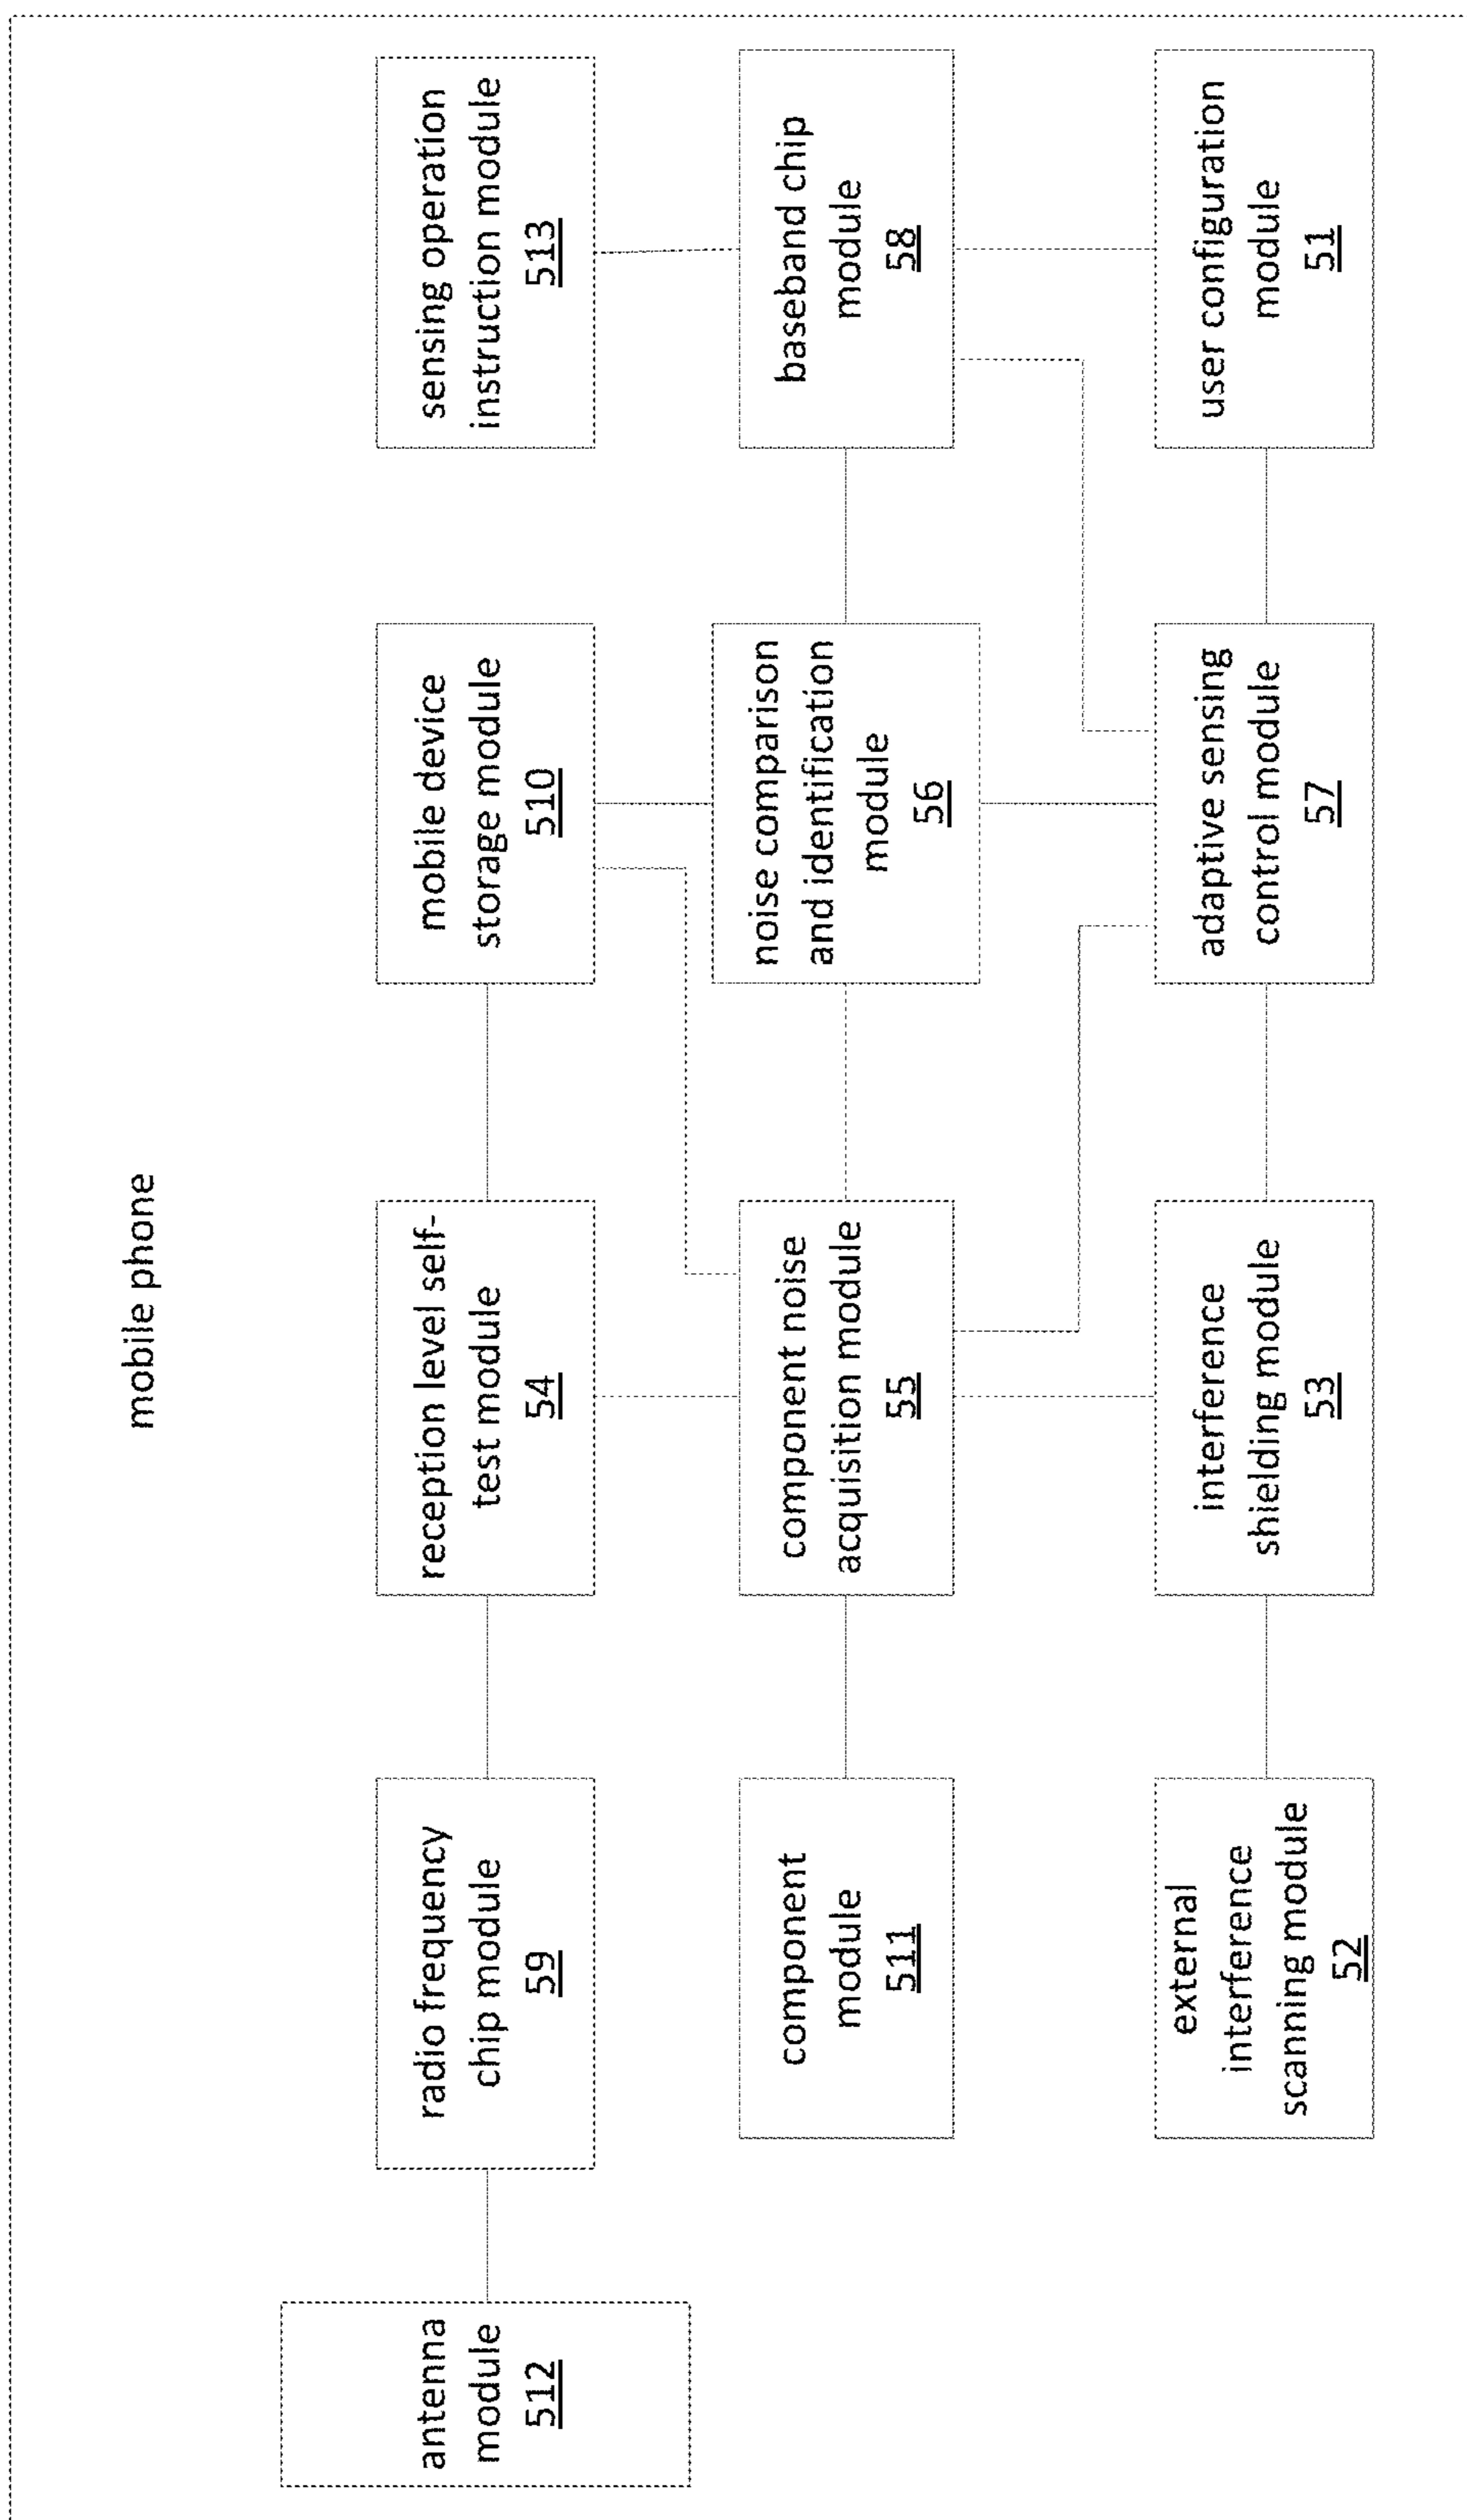 mobile phone
antenna
module
512
radio frequency
chip module
59
reception level self-
test module
54
mobile device
storage module
510
sensing operation
instruction module
513
component
module
511
component noise
acquisition module
55
noise comparison
and identification
module
56
baseband chip
module
58
external
interference
scanning module
52
interference
shielding module
53
adaptive sensing
control module
57
user configuration
module
51